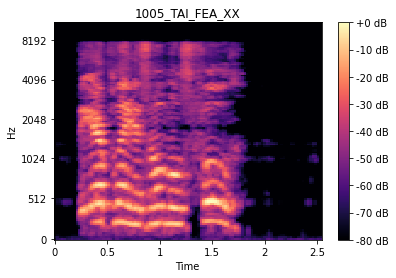 1005_TAI_FEA_XX
8192
4096
2048
1024
512
0
Hz
0
0.5
1
1.5
2
2.5
Time
+0 dB
-10 dB
-20 dB
-30 dB
-40 dB
-50 dB
-60 dB
-70 dB
-80 dB